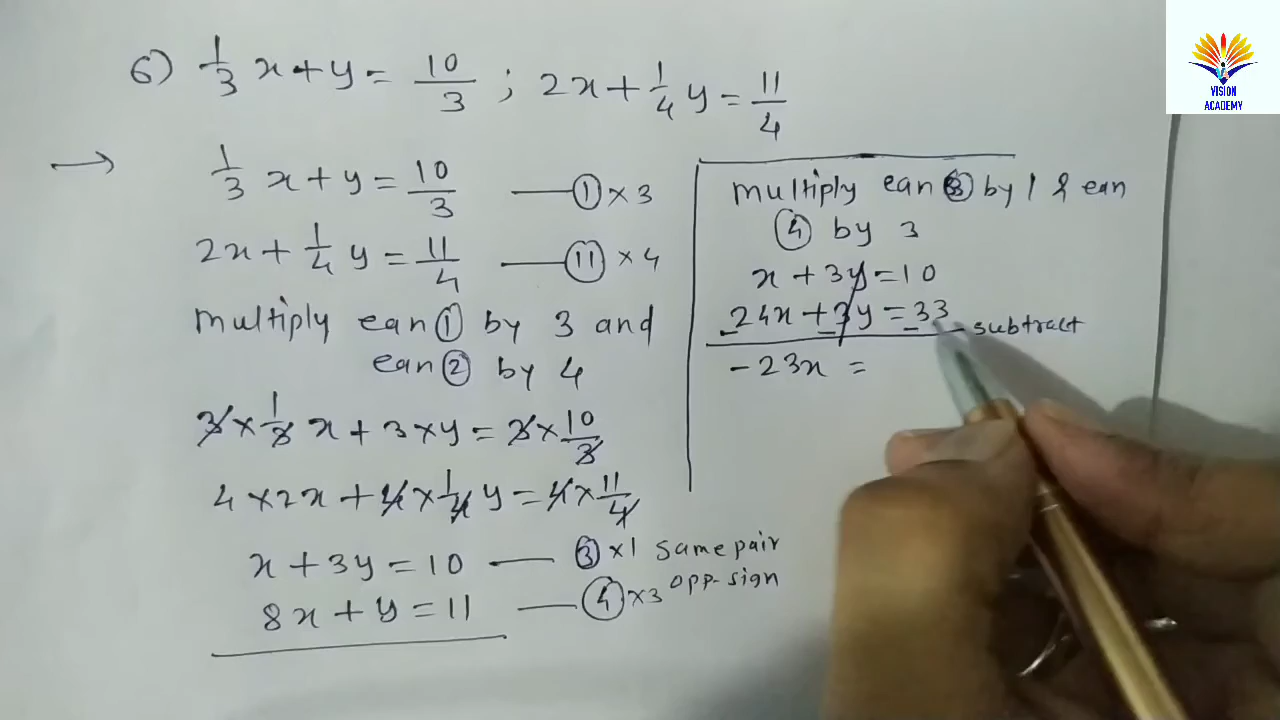 6) 1/3 x + y = 10/3 ; 2x + 1/4 y = 11/4
→ 1/3 x + y = 10/3 —— ① × 3
2x + 1/4 y = 11/4 —— ⑪ × 4
multiply eqn ① by 3 and
eqn ② by 4
3 × 1/3 x + 3 × y = 3 × 10/3
4 × 2x + 4 × 1/4 y = 4 × 11/4
x + 3y = 10 —— ③ × 1 same pair
8x + y = 11 —— ④ × 3 opp. sign
multiply eqn ③ by 1 & eqn
④ by 3
x + 3y = 10
24x + 3y = 33
- - - subtract
-23x =
VISION
ACADEMY